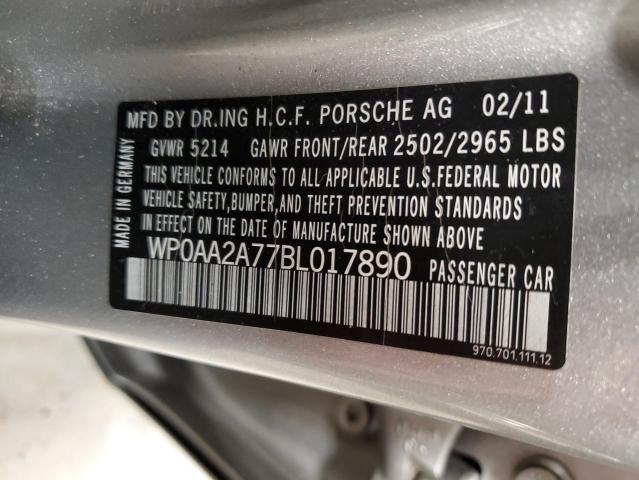 MFD BY DR.ING H.C.F. PORSCHE AG 02/11
GVWR 5214 GAWR FRONT/REAR 2502/2965 LBS
THIS VEHICLE CONFORMS TO ALL APPLICABLE U.S.FEDERAL MOTOR
VEHICLE SAFETY,BUMPER,AND THEFT PREVENTION STANDARDS
IN EFFECT ON THE DATE OF MANUFACTURE SHOWN ABOVE
WP0AA2A77BL017890 PASSENGER CAR
970.701.111.12
MADE IN GERMANY